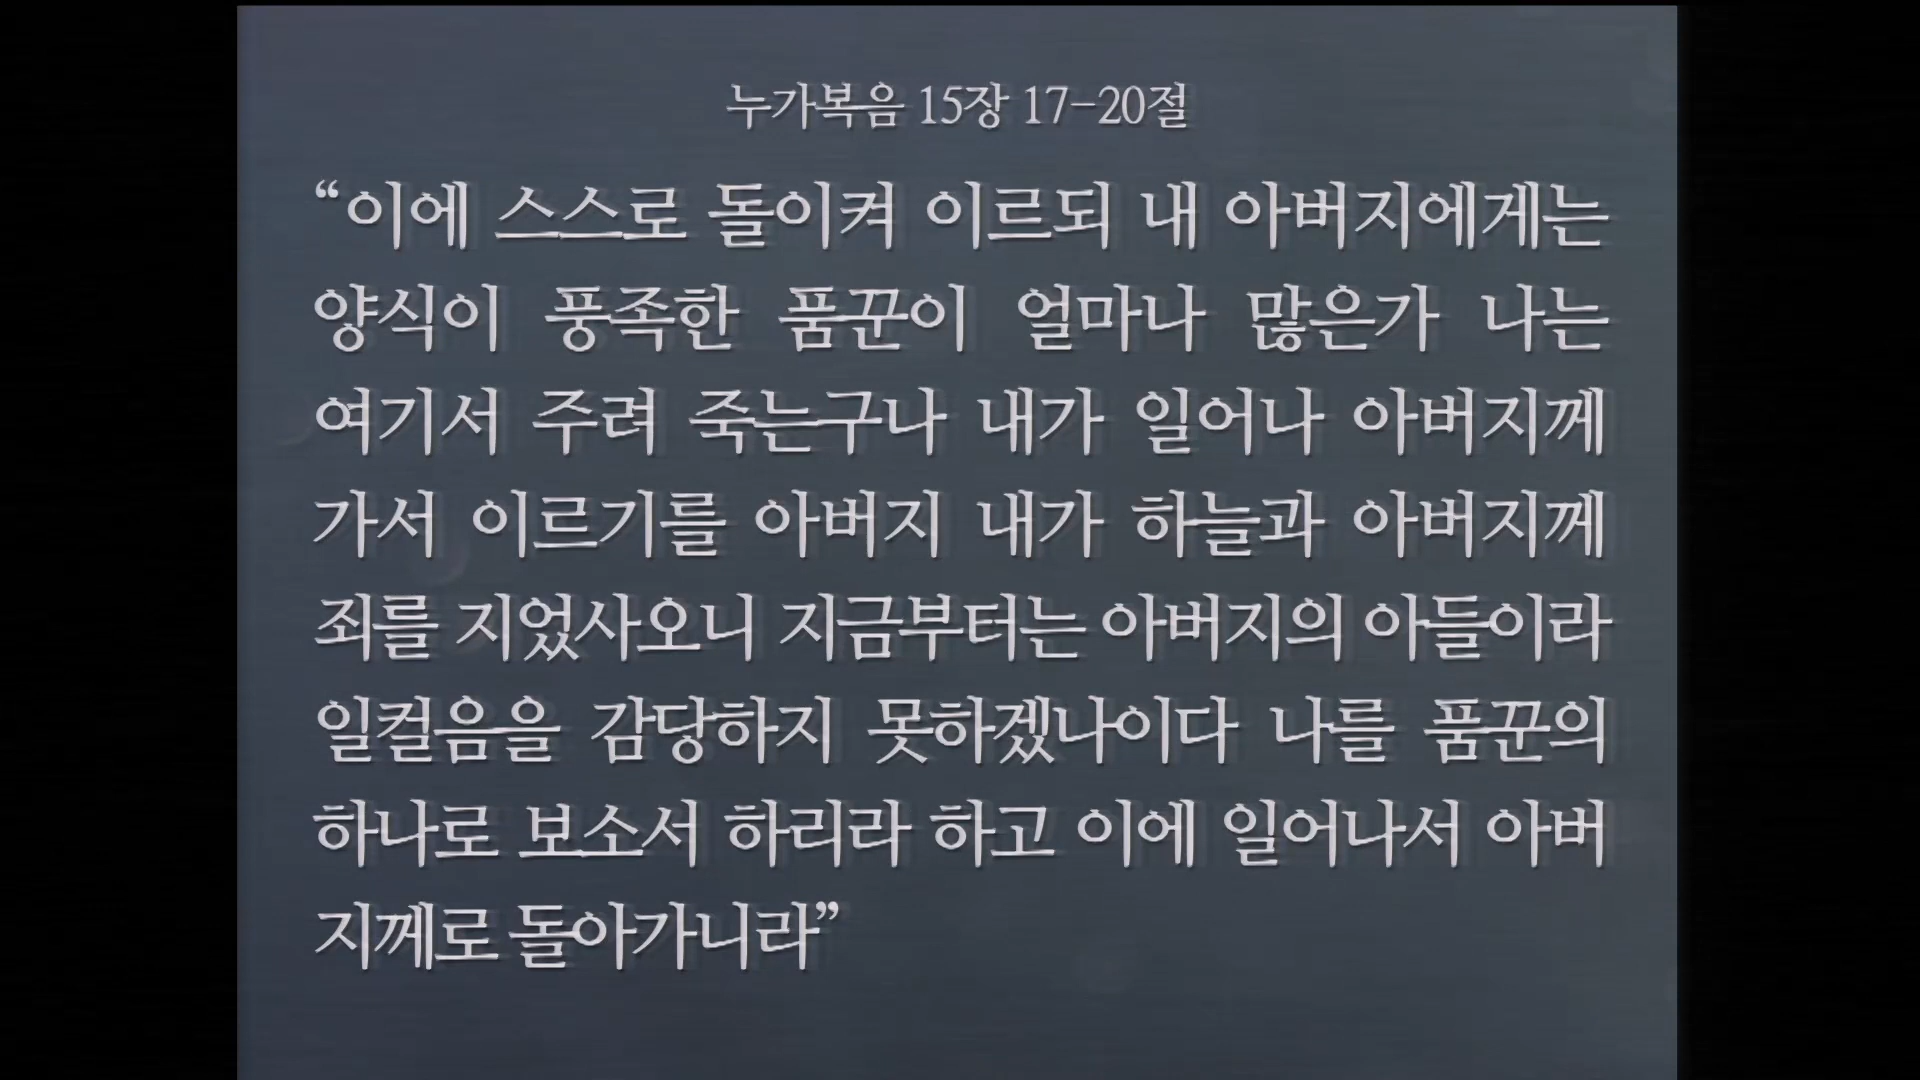 누가복음 15장 17-20절
“이에 스스로 돌이켜 이르되 내 아버지에게는
양식이 풍족한 품꾼이 얼마나 많은가 나는
여기서 주려 죽는구나 내가 일어나 아버지께
가서 이르기를 아버지 내가 하늘과 아버지께
죄를 지었사오니 지금부터는 아버지의 아들이라
일컬음을 감당하지 못하겠나이다 나를 품꾼의
하나로 보소서 하리라 하고 이에 일어나서 아버
지께로 돌아가니라”